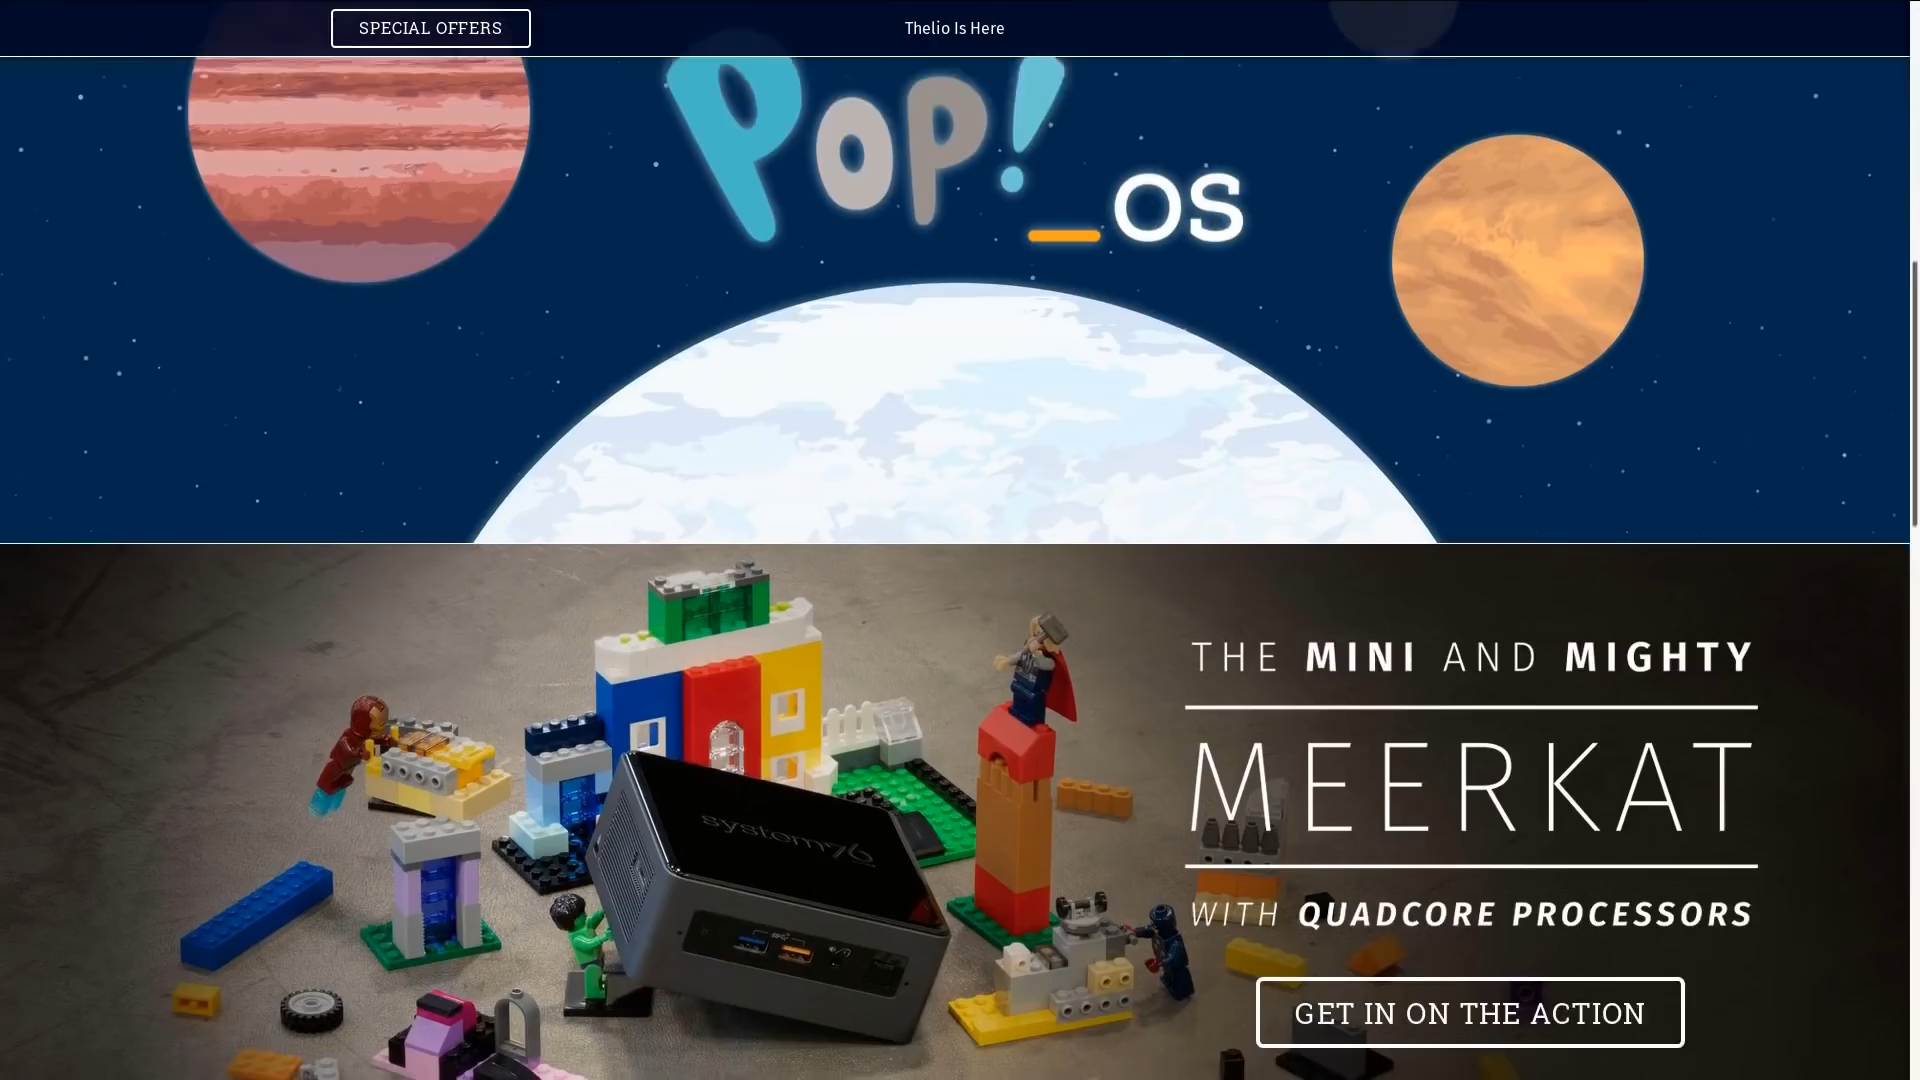 SPECIAL OFFERS
Thelio Is Here
Pop!
_OS
THE MINI AND MIGHTY
MEERKAT
system76
WITH QUADCORE PROCESSORS
GET IN ON THE ACTION